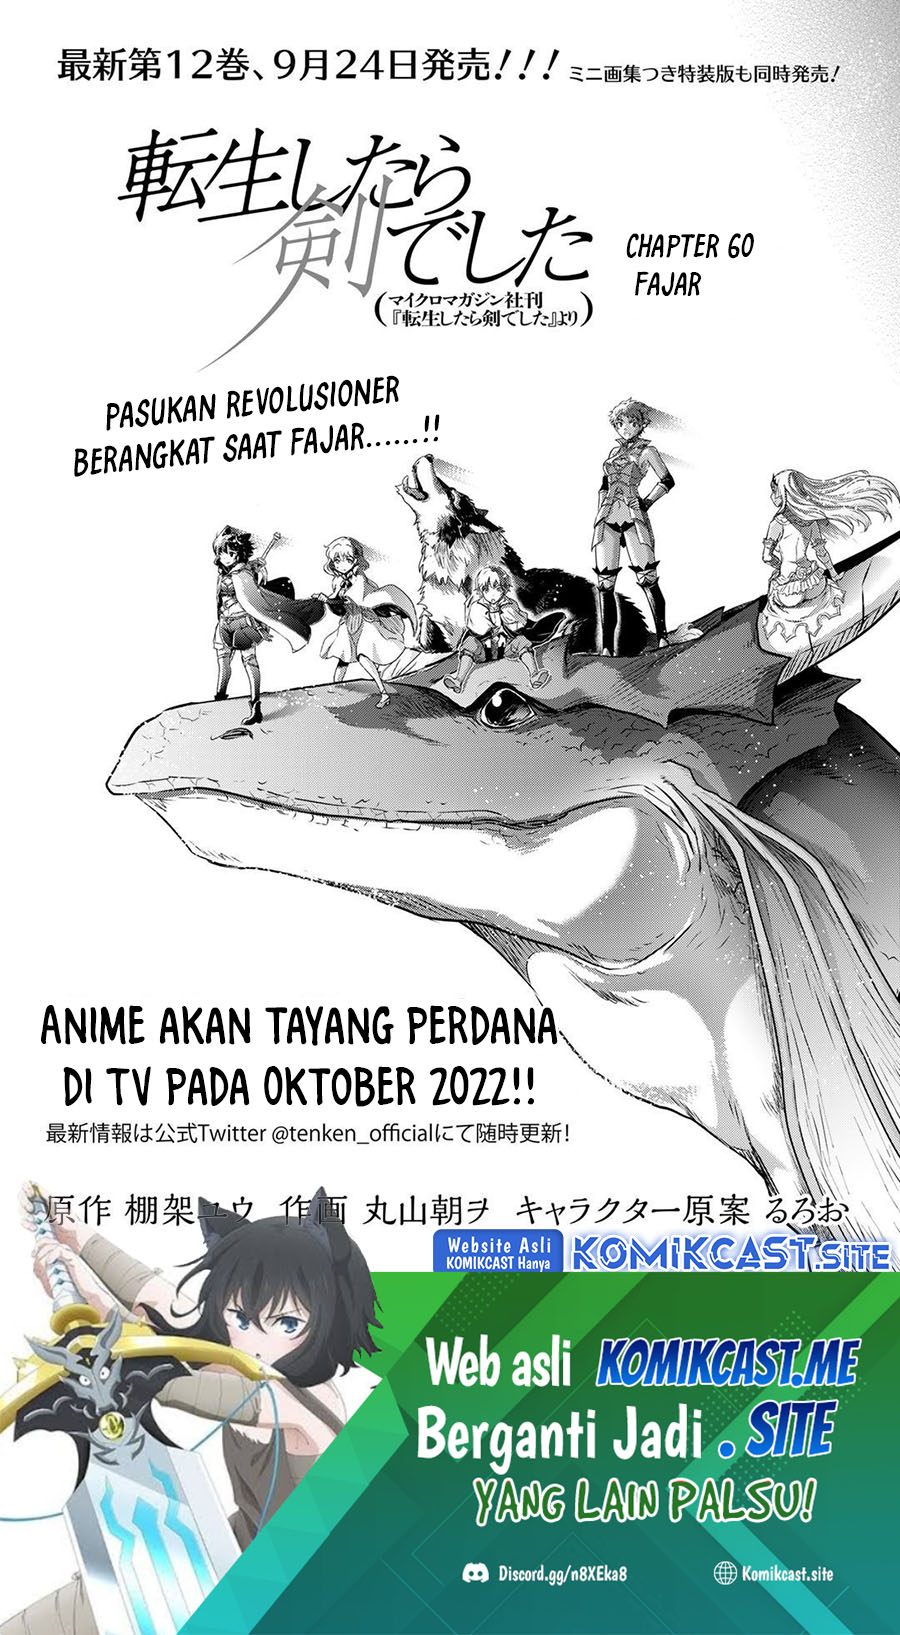 最新第12巻、9月24日発売!!! ミニ画集つき特装版も同時発売!
転生したら
剣でした
(マイクロマガジン社刊
『転生したら剣でした』より)
CHAPTER 60
FAJAR
PASUKAN REVOLUSIONER
BERANGKAT SAAT FAJAR......!!
ANIME AKAN TAYANG PERDANA
DI TV PADA OKTOBER 2022!!
最新情報は公式Twitter @tenken_officialにて随時更新!
原作 棚架ユウ 作画 丸山朝ヲ キャラクター原案 るろお
Website Asli
KOMIKCAST Hanya
KOMIKCAST.SITE
Web asli KOMIKCAST.ME
Berganti Jadi .SITE
YANG LAIN PALSU!
Discord.gg/n8XEka8
Komikcast.site